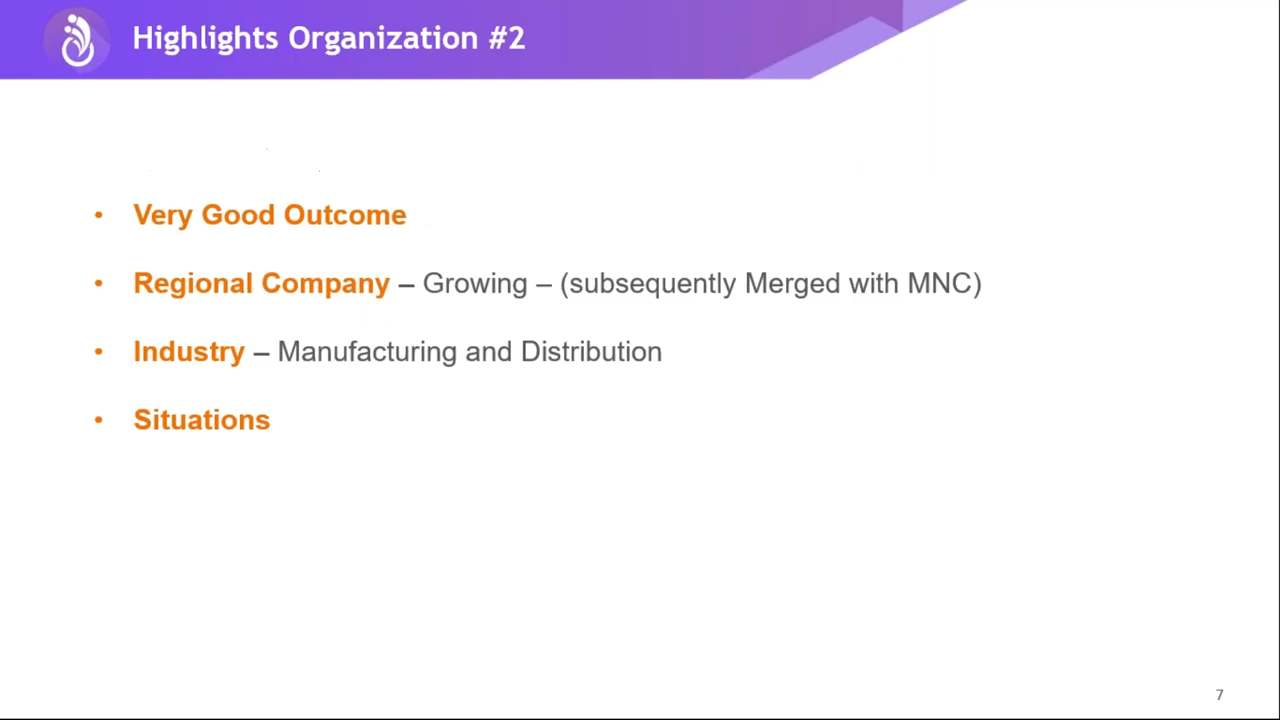 Highlights Organization #2
• Very Good Outcome
• Regional Company – Growing – (subsequently Merged with MNC)
• Industry – Manufacturing and Distribution
• Situations
7